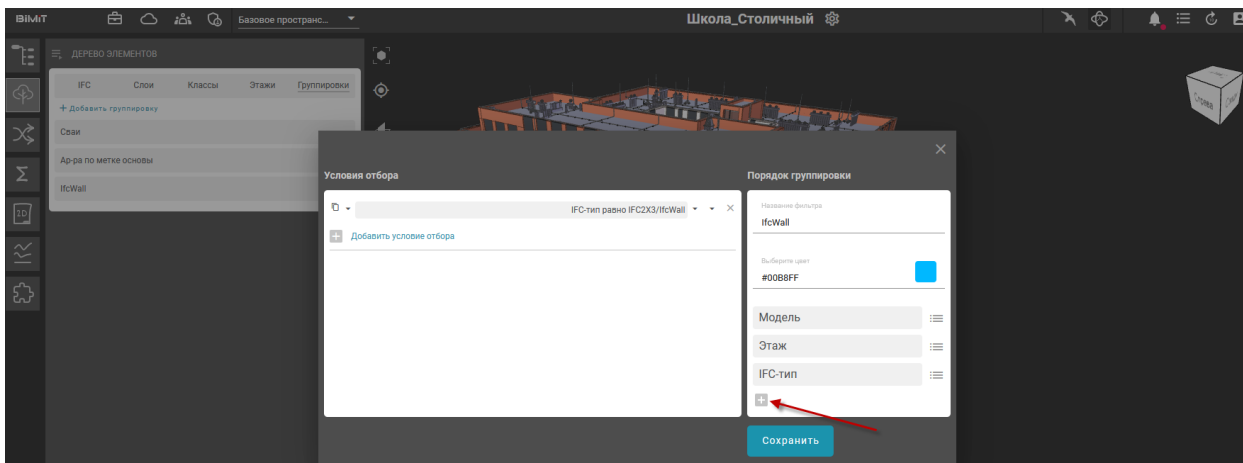 BIMiT
Базовое простран...
Школа_Столичный
ДЕРЕВО ЭЛЕМЕНТОВ
IFC Слои Классы Этажи Группировки
+ Добавить группировку
Сваи
Ар-ра по метке основы
IfcWall
2D
Условия отбора
IFC-тип равно IFC2X3/IfcWall
Добавить условие отбора
Порядок группировки
Название фильтра
IfcWall
Выберите цвет
#00B8FF
Модель
Этаж
IFC-тип
Сохранить